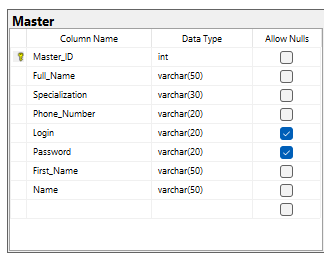 Master
Column Name Data Type Allow Nulls
Master_ID int
Full_Name varchar(50)
Specialization varchar(30)
Phone_Number varchar(20)
Login varchar(20)
Password varchar(20)
First_Name varchar(50)
Name varchar(50)